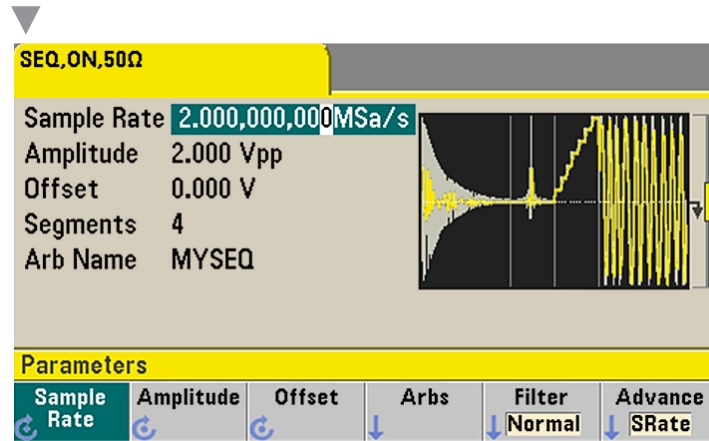 SEQ,ON,50Ω
Sample Rate 2.000,000,000MSa/s
Amplitude 2.000 Vpp
Offset 0.000 V
Segments 4
Arb Name MYSEQ
Parameters
Sample Rate Amplitude Offset Arbs Filter Normal Advance SRate